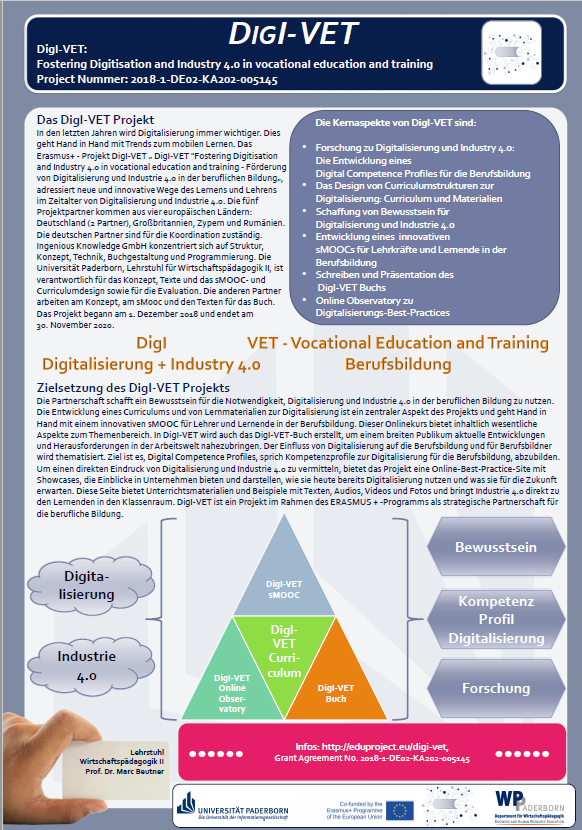 DIGI-VET
DigI-VET:
Fostering Digitisation and Industry 4.0 in vocational education and training
Project Nummer: 2018-1-DE02-KA202-005145
Das DigI-VET Projekt
In den letzten Jahren wird Digitalisierung immer wichtiger. Dies
geht Hand in Hand mit Trends zum mobilen Lernen. Das
Erasmus+ - Projekt DigI-VET „ DigI-VET "Fostering Digitisation
and Industry 4.0 in vocational education and training - Förderung
von Digitalisierung und Industrie 4.0 in der beruflichen Bildung„,
adressiert neue und innovative Wege des Lernens und Lehrens
im Zeitalter von Digitalisierung und Industrie 4.0. Die fünf
Projektpartner kommen aus vier europäischen Ländern:
Deutschland (2 Partner), Großbritannien, Zypern und Rumänien.
Die deutschen Partner sind für die Koordination zuständig.
Ingenious Knowledge GmbH konzentriert sich auf Struktur,
Konzept, Technik, Buchgestaltung und Programmierung. Die
Universität Paderborn, Lehrstuhl für Wirtschaftspädagogik II, ist
verantwortlich für das Konzept, Texte und das sMOOC- und
Curriculumdesign sowie für die Evaluation. Die anderen Partner
arbeiten am Konzept, am sMooc und den Texten für das Buch.
Das Projekt begann am 1. Dezember 2018 und endet am
30. November 2020.
Die Kernaspekte von DigI-VET sind:
• Forschung zu Digitalisierung und Industry 4.0:
Die Entwicklung eines
Digital Competence Profiles für die Berufsbildung
• Das Design von Curriculumstrukturen zur
Digitalisierung: Curriculum und Materialien
• Schaffung von Bewusstsein für
Digitalisierung und Industrie 4.0
• Entwicklung eines innovativen
sMOOCs für Lehrkräfte und Lernende in der
Berufsbildung
• Schreiben und Präsentation des
DigI-VET Buchs
• Online Observatory zu
Digitalisierungs-Best-Practices
DigI
Digitalisierung + Industry 4.0
VET - Vocational Education and Training
Berufsbildung
Zielsetzung des DigI-VET Projekts
Die Partnerschaft schafft ein Bewusstsein für die Notwendigkeit, Digitalisierung und Industrie 4.0 in der beruflichen Bildung zu nutzen.
Die Entwicklung eines Curriculums und von Lernmaterialien zur Digitalisierung ist ein zentraler Aspekt des Projekts und geht Hand in
Hand mit einem innovativen sMOOC für Lehrer und Lernende in der Berufsbildung. Dieser Onlinekurs bietet inhaltlich wesentliche
Aspekte zum Themenbereich. In DigI-VET wird auch das DigI-VET-Buch erstellt, um einem breiten Publikum aktuelle Entwicklungen
und Herausforderungen in der Arbeitswelt nahezubringen. Der Einfluss von Digitalisierung auf die Berufsbildung und für Berufsbildner
wird thematisiert. Ziel ist es, Digital Competence Profiles, sprich Kompetenzprofile zur Digitalisierung für die Berufsbildung, abzubilden.
Um einen direkten Eindruck von Digitalisierung und Industrie 4.0 zu vermitteln, bietet das Projekt eine Online-Best-Practice-Site mit
Showcases, die Einblicke in Unternehmen bieten und darstellen, wie sie heute bereits Digitalisierung nutzen und was sie für die Zukunft
erwarten. Diese Seite bietet Unterrichtsmaterialien und Beispiele mit Texten, Audios, Videos und Fotos und bringt Industrie 4.0 direkt zu
den Lernenden in den Klassenraum. DigI-VET ist ein Projekt im Rahmen des ERASMUS + -Programms als strategische Partnerschaft für
die berufliche Bildung.
Digita-
lisierung
Industrie
4.0
DigI-VET
sMOOC
DigI-
VET
Curri-
culum
DigI-VET
Online
Obser-
vatory
DigI-VET
Buch
Bewusstsein
Kompetenz
Profil
Digitalisierung
Forschung
Lehrstuhl
Wirtschaftspädagogik II
Prof. Dr. Marc Beutner
Infos: http://eduproject.eu/digi-vet,
Grant Agreement No. 2018-1-DE02-KA202-005145
UNIVERSITÄT PADERBORN
Die Universität der Informationsgesellschaft
Co-funded by the
Erasmus+ Programme
of the European Union
WP PADERBORN
Department für Wirtschaftspädagogik
BUSINESS AND HUMAN RESOURCE EDUCATION